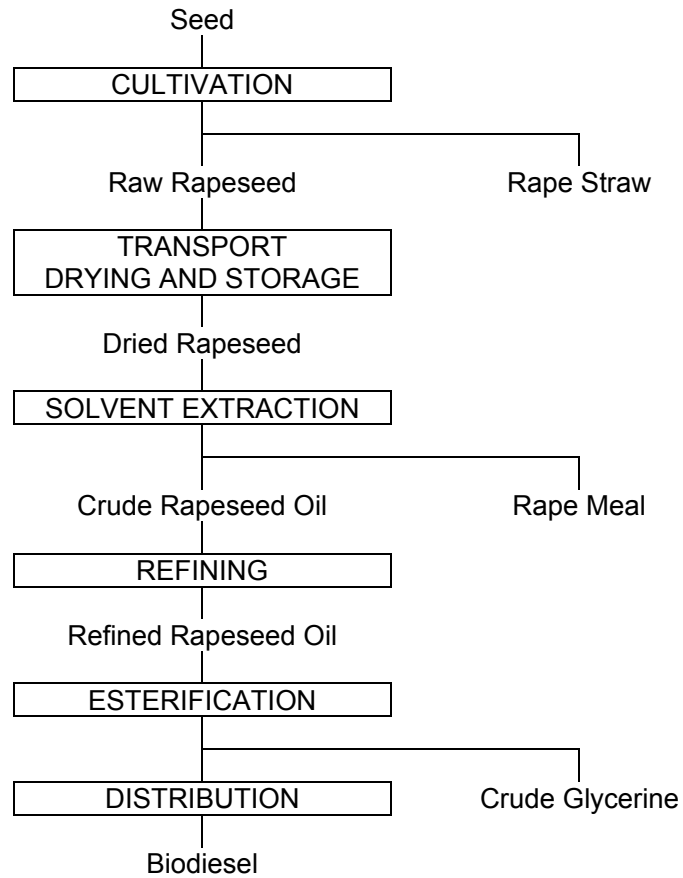 Seed
CULTIVATION
Raw Rapeseed
Rape Straw
TRANSPORT
DRYING AND STORAGE
Dried Rapeseed
SOLVENT EXTRACTION
Crude Rapeseed Oil
Rape Meal
REFINING
Refined Rapeseed Oil
ESTERIFICATION
DISTRIBUTION
Crude Glycerine
Biodiesel